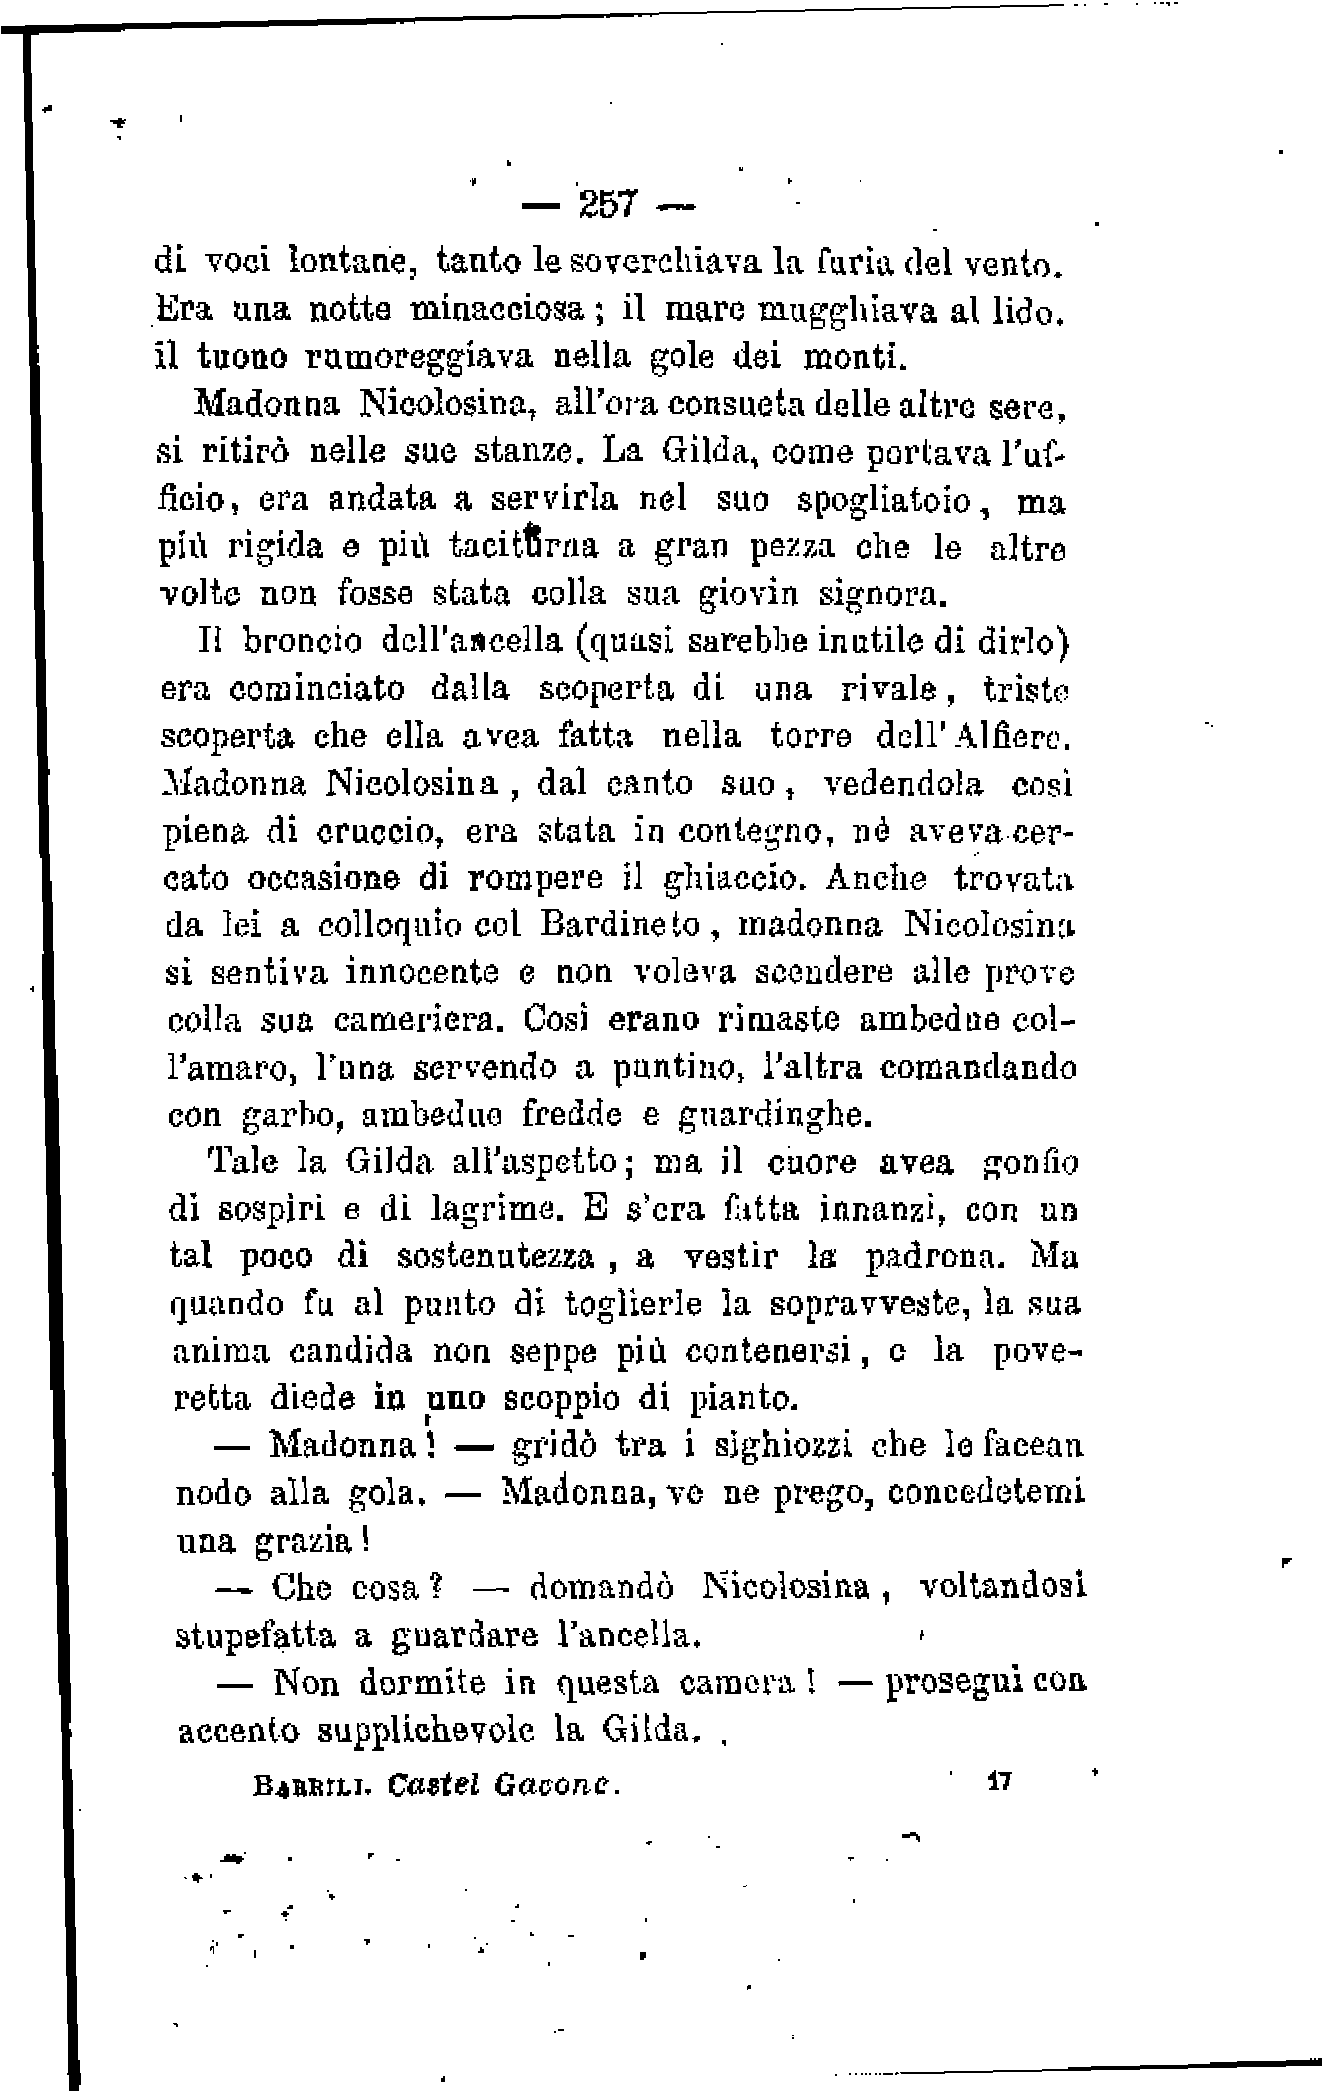 — 257 —
di voci lontane, tanto le soverchiava la furia del vento.
Era una notte minacciosa; il mare mugghiava al lido.
il tuono rumoreggiava nella gole dei monti.
Madonna Nicolosina, all'ora consueta delle altre sere,
si ritirò nelle sue stanze. La Gilda, come portava l'uf-
ficio, era andata a servirla nel suo spogliatoio, ma
più rigida e più taciturna a gran pezza che le altre
volte non fosse stata colla sua giovin signora.
Il broncio dell'ancella (quasi sarebbe inutile di dirlo)
era cominciato dalla scoperta di una rivale, triste
scoperta che ella avea fatta nella torre dell'Alfiere.
Madonna Nicolosina, dal canto suo, vedendola così
piena di cruccio, era stata in contegno, nè aveva cer-
cato occasione di rompere il ghiaccio. Anche trovata
da lei a colloquio col Bardineto, madonna Nicolosina
si sentiva innocente e non voleva scendere alle prove
colla sua cameriera. Così erano rimaste ambedue col-
l'amaro, l'una servendo a puntino, l'altra comandando
con garbo, ambedue fredde e guardinghe.
Tale la Gilda all'aspetto; ma il cuore avea gonfio
di sospiri e di lagrime. E s'era fatta innanzi, con un
tal poco di sostenutezza, a vestir la padrona. Ma
quando fu al punto di toglierle la sopravveste, la sua
anima candida non seppe più contenersi, e la pove-
retta diede in uno scoppio di pianto.
— Madonna! — gridò tra i sighiozzi che le facean
nodo alla gola. — Madonna, ve ne prego, concedetemi
una grazia!
— Che cosa? — domandò Nicolosina, voltandosi
stupefatta a guardare l'ancella.
— Non dormite in questa camera! — proseguì con
accento supplichevole la Gilda.
BARRILI. Castel Gavone. 17